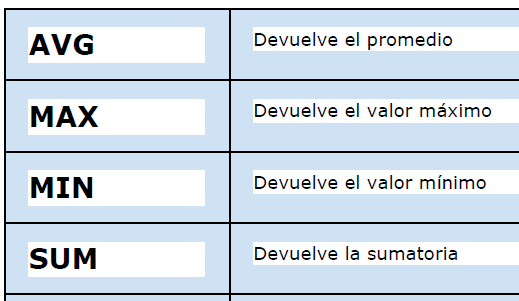 AVG
Devuelve el promedio
MAX
Devuelve el valor máximo
MIN
Devuelve el valor mínimo
SUM
Devuelve la sumatoria